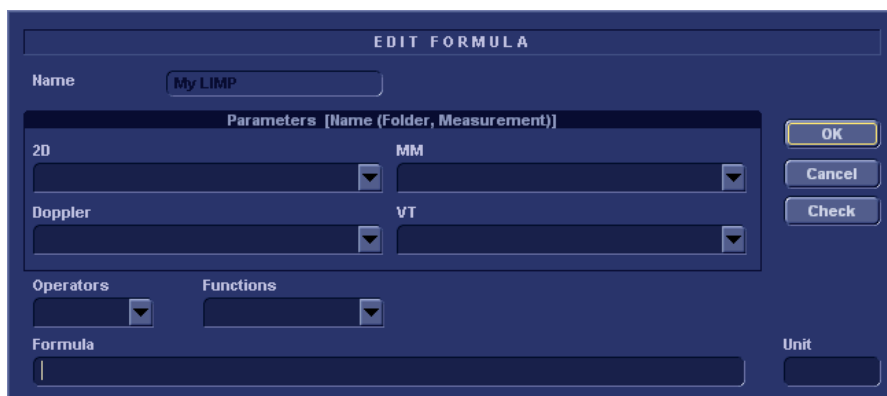 EDIT FORMULA
Name
My LIMP
Parameters [Name (Folder, Measurement)]
2D
MM
Doppler
VT
OK
Cancel
Check
Operators
Functions
Formula
Unit